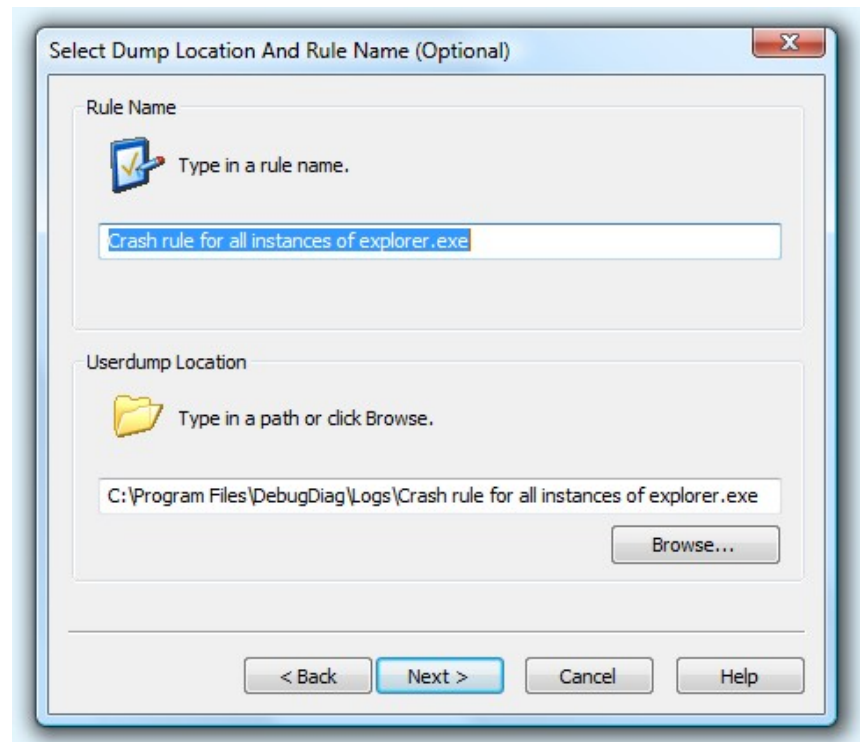 Select Dump Location And Rule Name (Optional)
Rule Name
Type in a rule name.
Crash rule for all instances of explorer.exe
Userdump Location
Type in a path or click Browse.
C:\Program Files\DebugDiag\Logs\Crash rule for all instances of explorer.exe
Browse...
< Back Next > Cancel Help